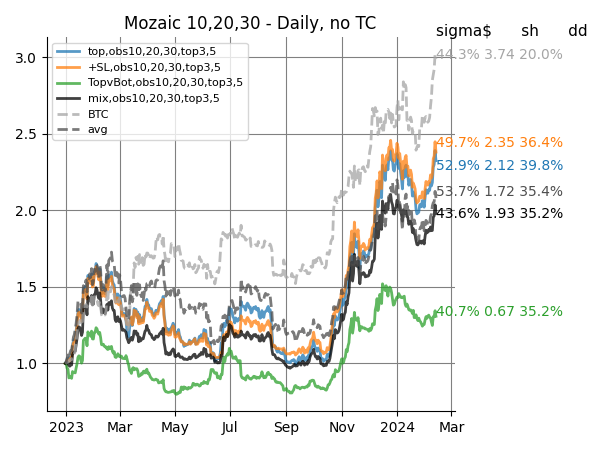 Mozaic 10,20,30 - Daily, no TC
sigma$ sh dd
top,obs10,20,30,top3,5
+SL,obs10,20,30,top3,5
TopvBot,obs10,20,30,top3,5
mix,obs10,20,30,top3,5
BTC
avg
44.3% 3.74 20.0%
49.7% 2.35 36.4%
52.9% 2.12 39.8%
53.7% 1.72 35.4%
43.6% 1.93 35.2%
40.7% 0.67 35.2%
3.0
2.5
2.0
1.5
1.0
2023 Mar May Jul Sep Nov 2024 Mar